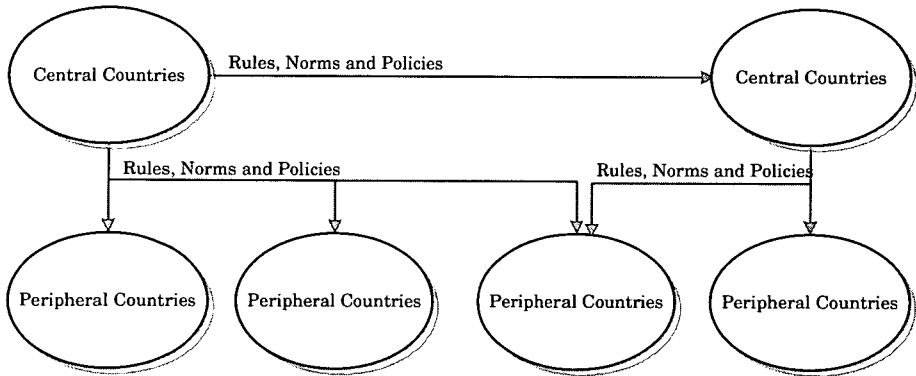 Rules, Norms and Policies
Central Countries
Central Countries
Rules, Norms and Policies
Rules, Norms and Policies
Peripheral Countries
Peripheral Countries
Peripheral Countries
Peripheral Countries